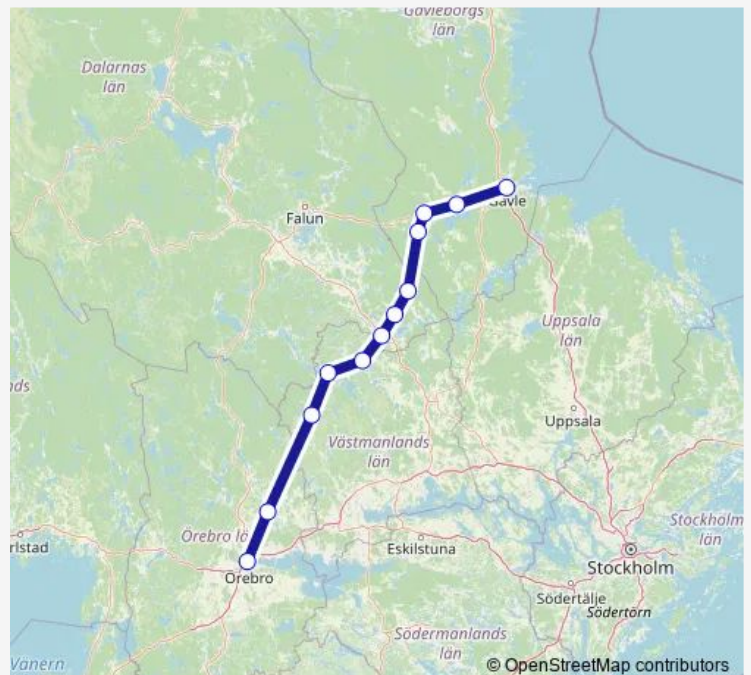 Gävleborgs
län
Dalarnas
län
Falun
Gävle
Uppsala
län
ds
Uppsala
Västmanlands
län
Örebro lä
Stockholm
län
rlstad
Eskilstuna
Stockholm
Örebro
Södertälje
Södertörn
Södermanlands
län
Vänern
© OpenStreetMap contributors